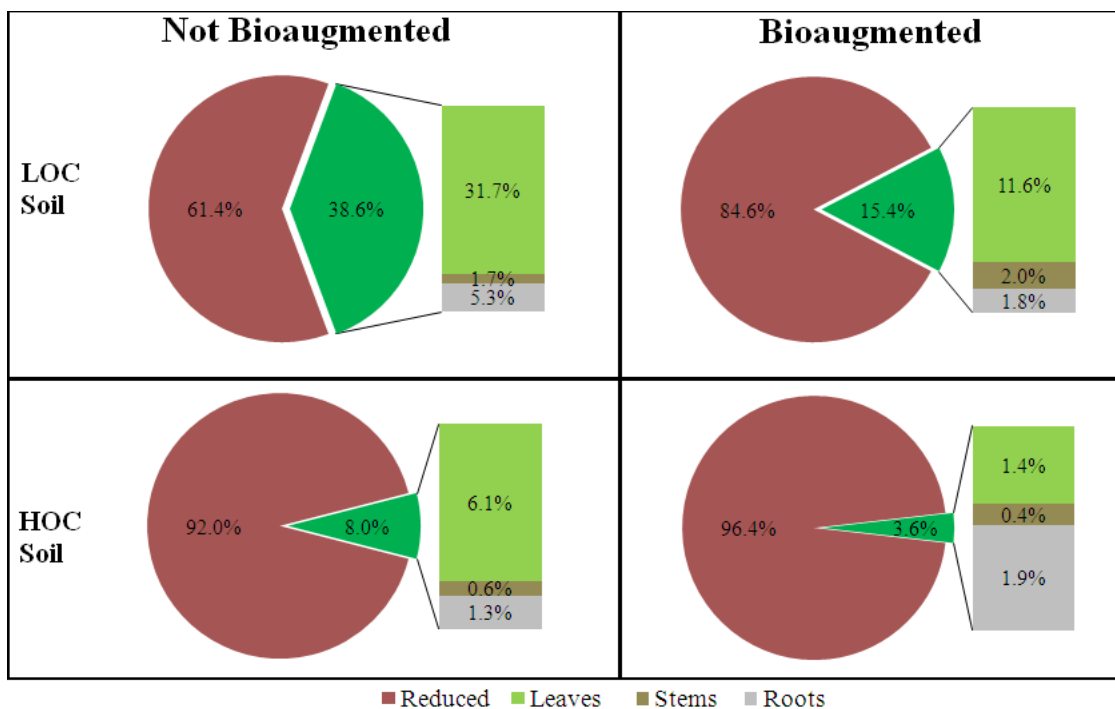 Not Bioaugmented
Bioaugmented
LOC
Soil
61.4%
38.6%
31.7%
1.7%
5.3%
84.6%
15.4%
11.6%
2.0%
1.8%
HOC
Soil
92.0%
8.0%
6.1%
0.6%
1.3%
96.4%
3.6%
1.4%
0.4%
1.9%
Reduced Leaves Stems Roots